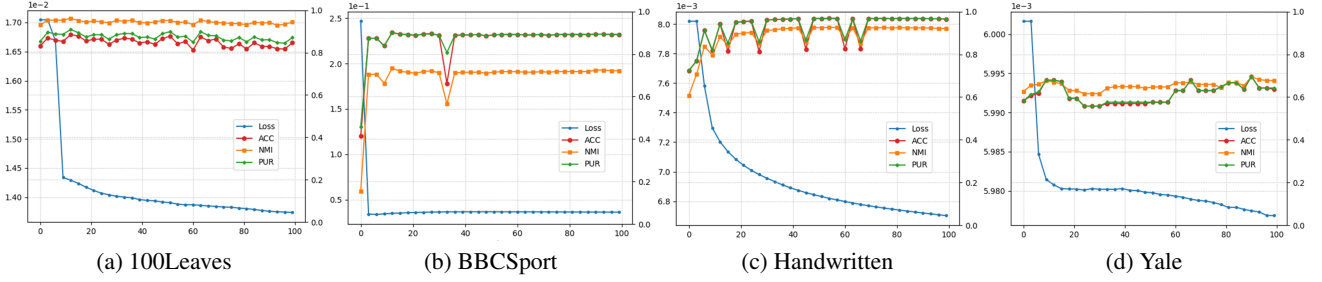 1e−2
1.70
1.65
1.60
1.55
1.50
1.45
1.40
1.0
0.8
0.6
0.4
0.2
0.0
0 20 40 60 80 100
Loss
ACC
NMI
PUR
(a) 100Leaves
1e−1
2.5
2.0
1.5
1.0
0.5
1.0
0.8
0.6
0.4
0.2
0.0
0 20 40 60 80 100
Loss
ACC
NMI
PUR
(b) BBCSport
1e−3
8.0
7.8
7.6
7.4
7.2
7.0
6.8
1.0
0.8
0.6
0.4
0.2
0.0
0 20 40 60 80 100
Loss
ACC
NMI
PUR
(c) Handwritten
1e−3
6.000
5.995
5.990
5.985
5.980
1.0
0.8
0.6
0.4
0.2
0.0
0 20 40 60 80 100
Loss
ACC
NMI
PUR
(d) Yale